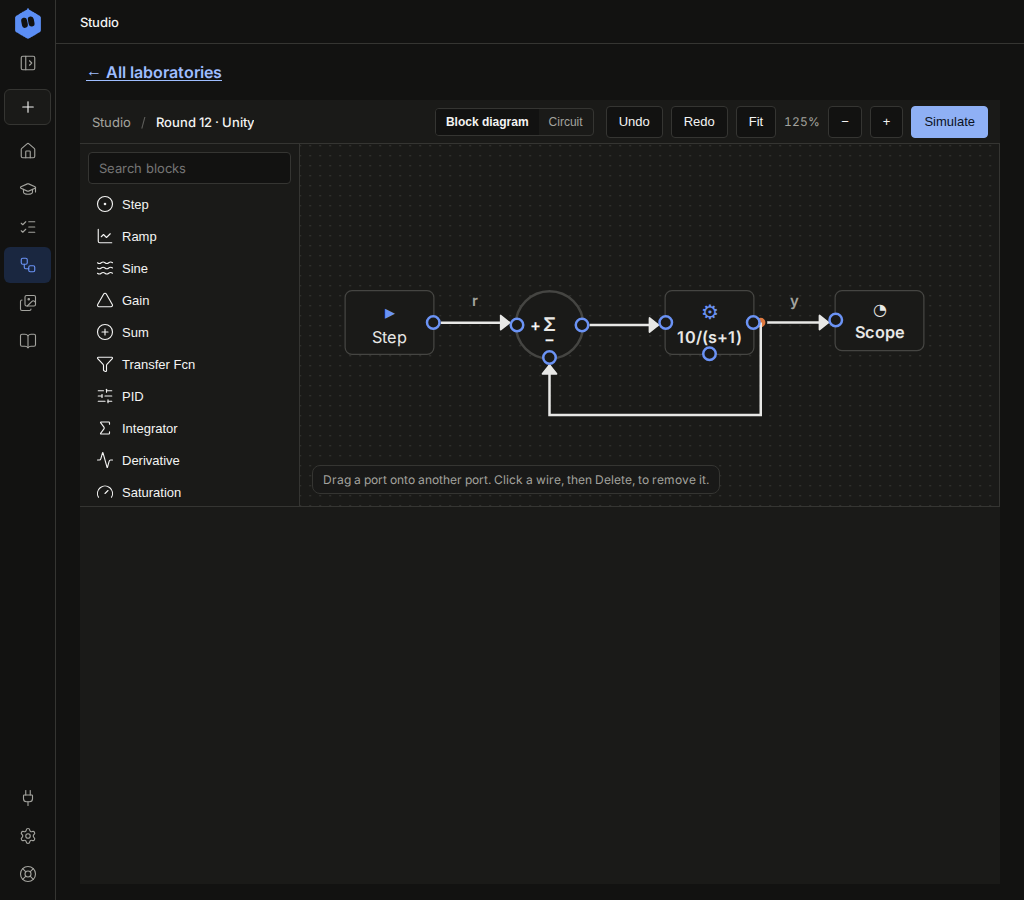 Studio
← All laboratories
Studio / Round 12 · Unity
Block diagram Circuit Undo Redo Fit 125% − + Simulate
Search blocks
Step
Ramp
Sine
Gain
Sum
Transfer Fcn
PID
Integrator
Derivative
Saturation
r
y
Step
+ Σ −
10/(s+1)
Scope
Drag a port onto another port. Click a wire, then Delete, to remove it.